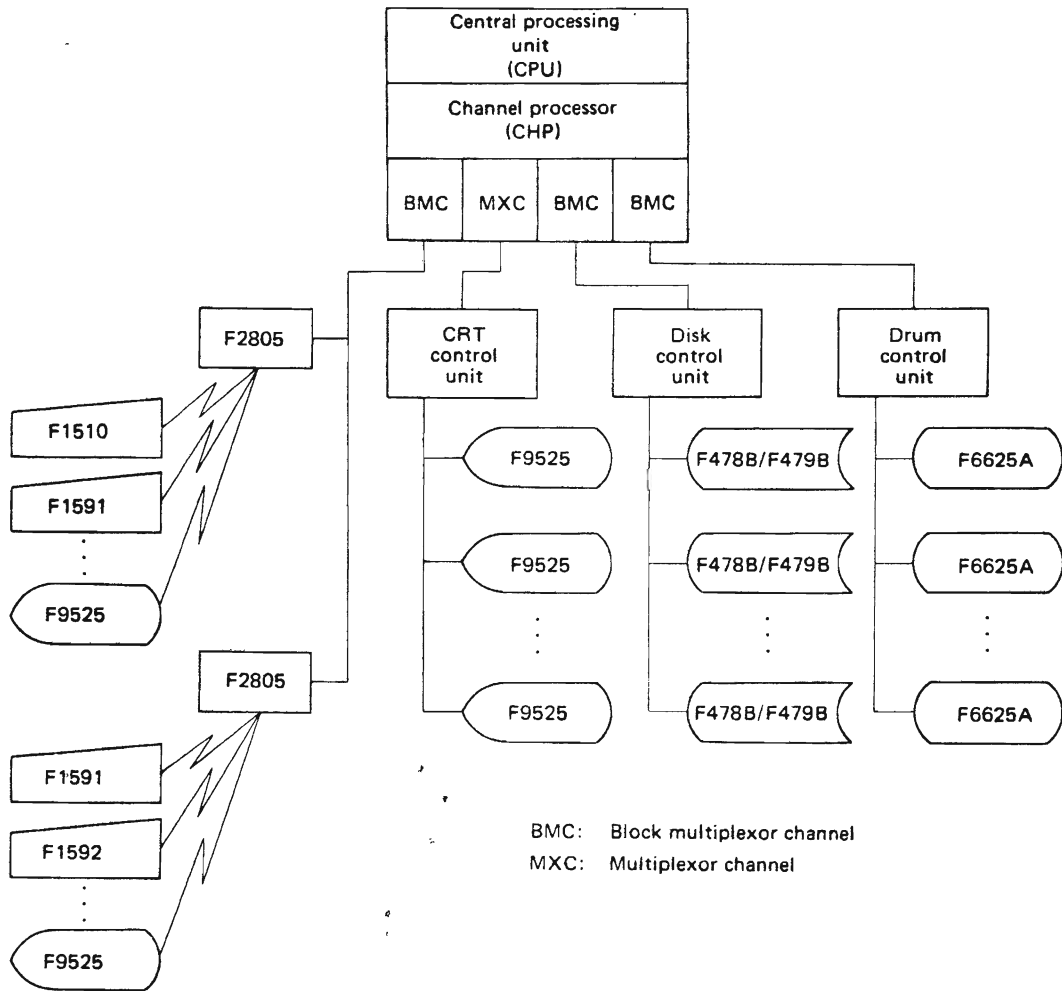 Central processing
unit
(CPU)
Channel processor
(CHP)
BMC MXC BMC BMC
F2805
CRT
control
unit
Disk
control
unit
Drum
control
unit
F1510
F1591
F9525
F9525 F478B/F479B F6625A
F9525 F478B/F479B F6625A
F2805
F9525 F478B/F479B F6625A
F1591
F1592
F9525
BMC: Block multiplexor channel
MXC: Multiplexor channel